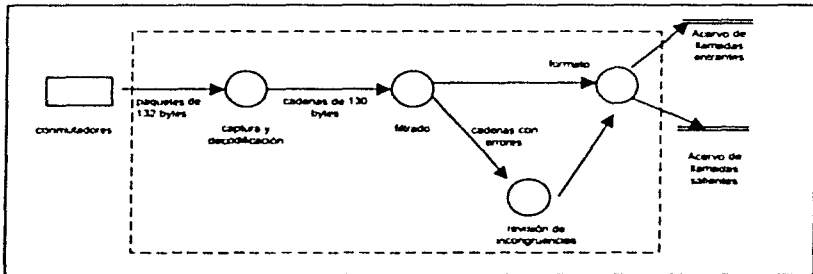 conmutadores
paquetes de
132 bytes
captura y
decodificación
cadenas de 130
bytes
filtrado
cadenas con
errores
revisión de
incongruencias
formato
Acervo de
llamadas
entrantes
Acervo de
llamadas
salientes